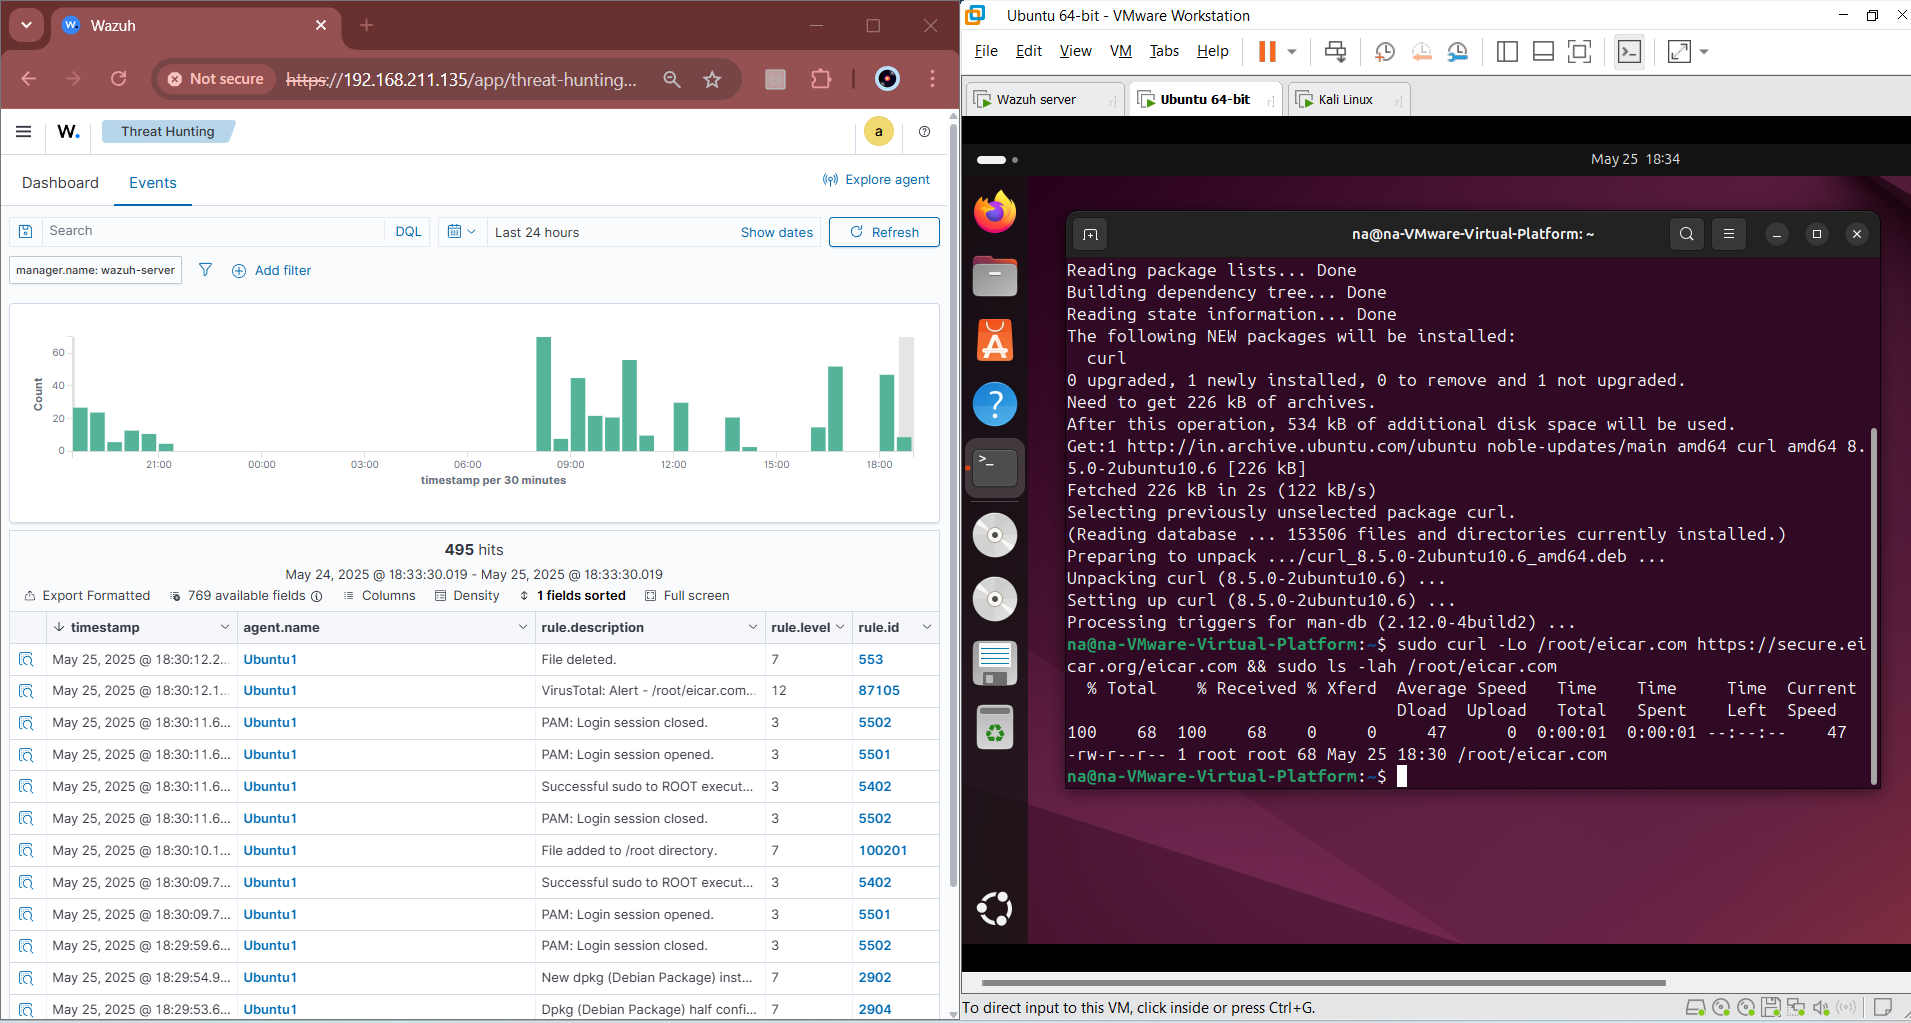 Wazuh
Not secure
https://192.168.211.135/app/threat-hunting...
W.
Threat Hunting
a
Dashboard
Events
Explore agent
Search
DQL
Last 24 hours
Show dates
Refresh
manager.name: wazuh-server
Add filter
Count
60
40
20
0
21:00
00:00
03:00
06:00
09:00
12:00
15:00
18:00
timestamp per 30 minutes
495 hits
May 24, 2025 @ 18:33:30.019 - May 25, 2025 @ 18:33:30.019
Export Formatted
769 available fields
Columns
Density
1 fields sorted
Full screen
timestamp agent.name rule.description rule.level rule.id
May 25, 2025 @ 18:30:12.2... Ubuntu1 File deleted. 7 553
May 25, 2025 @ 18:30:12.1... Ubuntu1 VirusTotal: Alert - /root/eicar.com... 12 87105
May 25, 2025 @ 18:30:11.6... Ubuntu1 PAM: Login session closed. 3 5502
May 25, 2025 @ 18:30:11.6... Ubuntu1 PAM: Login session opened. 3 5501
May 25, 2025 @ 18:30:11.6... Ubuntu1 Successful sudo to ROOT execut... 3 5402
May 25, 2025 @ 18:30:11.6... Ubuntu1 PAM: Login session closed. 3 5502
May 25, 2025 @ 18:30:10.1... Ubuntu1 File added to /root directory. 7 100201
May 25, 2025 @ 18:30:09.7... Ubuntu1 Successful sudo to ROOT execut... 3 5402
May 25, 2025 @ 18:30:09.7... Ubuntu1 PAM: Login session opened. 3 5501
May 25, 2025 @ 18:29:59.6... Ubuntu1 PAM: Login session closed. 3 5502
May 25, 2025 @ 18:29:54.9... Ubuntu1 New dpkg (Debian Package) inst... 7 2902
May 25, 2025 @ 18:29:53.6... Ubuntu1 Dpkg (Debian Package) half confi... 7 2904
Ubuntu 64-bit - VMware Workstation
File Edit View VM Tabs Help
Wazuh server
Ubuntu 64-bit
Kali Linux
May 25 18:34
na@na-VMware-Virtual-Platform: ~
Reading package lists... Done
Building dependency tree... Done
Reading state information... Done
The following NEW packages will be installed:
curl
0 upgraded, 1 newly installed, 0 to remove and 1 not upgraded.
Need to get 226 kB of archives.
After this operation, 534 kB of additional disk space will be used.
Get:1 http://in.archive.ubuntu.com/ubuntu noble-updates/main amd64 curl amd64 8.
5.0-2ubuntu10.6 [226 kB]
Fetched 226 kB in 2s (122 kB/s)
Selecting previously unselected package curl.
(Reading database ... 153506 files and directories currently installed.)
Preparing to unpack .../curl_8.5.0-2ubuntu10.6_amd64.deb ...
Unpacking curl (8.5.0-2ubuntu10.6) ...
Setting up curl (8.5.0-2ubuntu10.6) ...
Processing triggers for man-db (2.12.0-4build2) ...
na@na-VMware-Virtual-Platform:~$ sudo curl -Lo /root/eicar.com https://secure.ei
car.org/eicar.com && sudo ls -lah /root/eicar.com
% Total % Received % Xferd Average Speed Time Time Time Current
Dload Upload Total Spent Left Speed
100 68 100 68 0 0 47 0 0:00:01 0:00:01 --:--:-- 47
-rw-r--r-- 1 root root 68 May 25 18:30 /root/eicar.com
na@na-VMware-Virtual-Platform:~$
To direct input to this VM, click inside or press Ctrl+G.